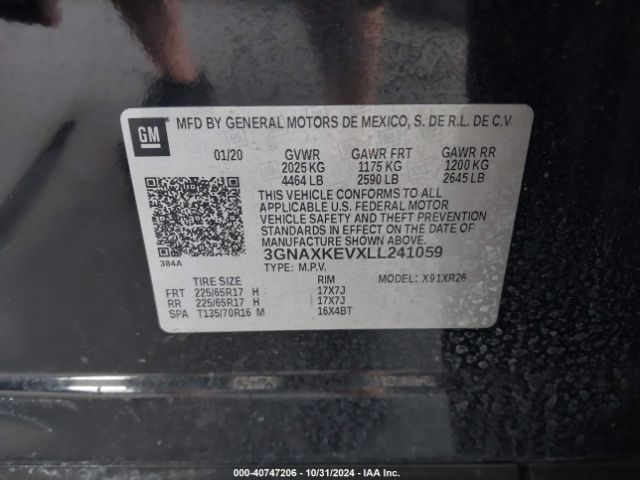 GM
MFD BY GENERAL MOTORS DE MEXICO, S. DE R.L. DE C.V
01/20 GVWR GAWR FRT GAWR RR
2025 KG 1175 KG 1200 KG
4464 LB 2590 LB 2645 LB
THIS VEHICLE CONFORMS TO ALL
APPLICABLE U.S. FEDERAL MOTOR
VEHICLE SAFETY AND THEFT PREVENTION
STANDARDS IN EFFECT ON THE DATE OF
MANUFACTURE SHOWN ABOVE.
384A
3GNAXKEVXLL241059
TYPE: M.P.V. MODEL: X91XR26
TIRE SIZE RIM
FRT 225/65R17 H 17X7J
RR 225/65R17 H 17X7J
SPA T135/70R16 M 16X4BT
000-40747206 - 10/31/2024 - IAA Inc.